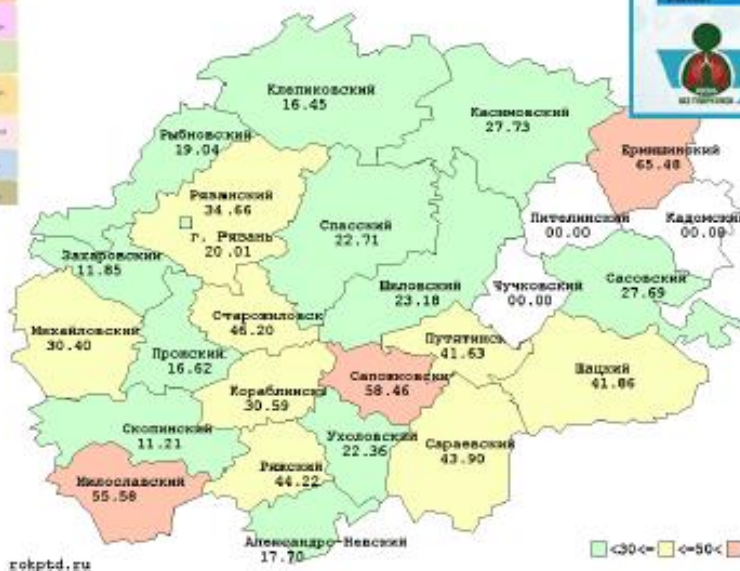 Клепиковский
16.45
Касимовский
27.73
Рыбновский
19.04
Ермишинский
65.48
Рязанский
34.66
г. Рязань
20.01
Спасский
22.71
Пителинский
00.00
Кадомский
00.00
Захаровский
11.85
Шиловский
23.18
Чучковский
00.00
Сасовский
27.69
Михайловский
30.40
Старожиловск
46.20
Пронский
16.62
Путятинск
41.63
Шацкий
41.86
Кораблинск
30.59
Сапожковски
58.46
Скопинский
11.21
Ухоловский
22.36
Сараевский
43.90
Милославский
55.58
Ряжский
44.22
Александро-Невский
17.70
<30<= <=50<
rokptd.ru